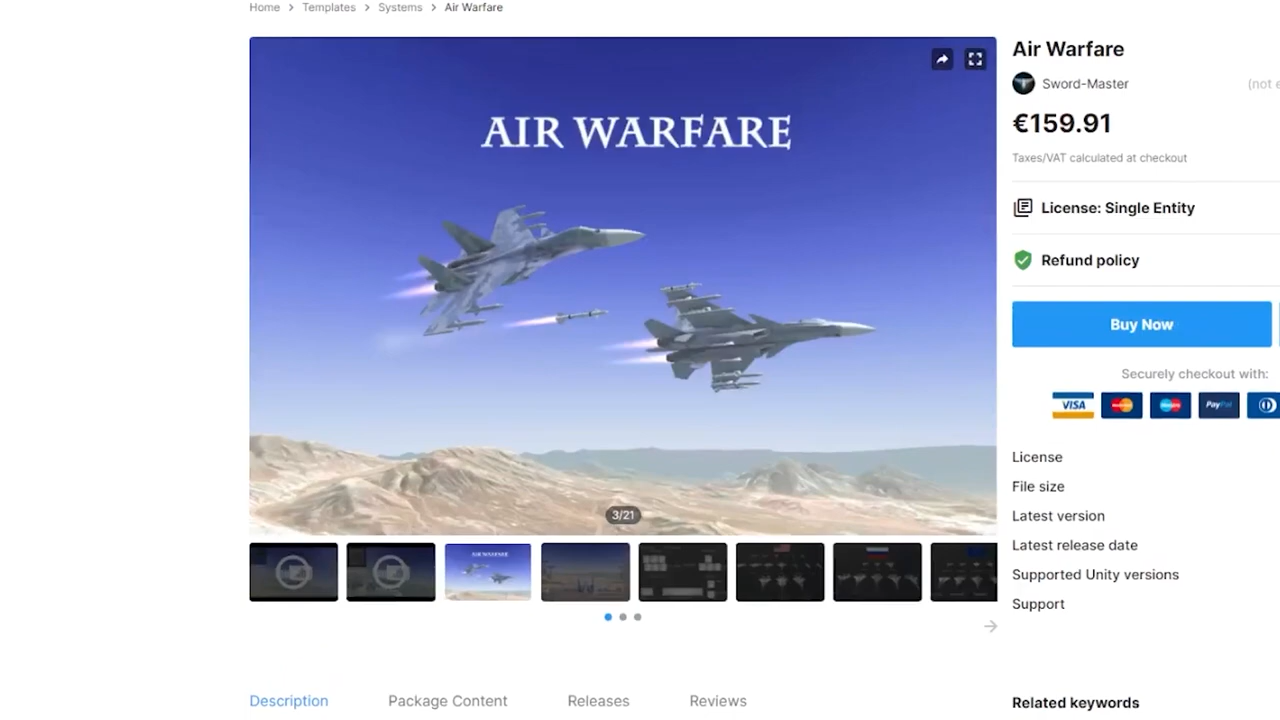 Home > Templates > Systems > Air Warfare
AIR WARFARE
3/21
Description
Package Content
Releases
Reviews
Air Warfare
Sword-Master
(not e
€159.91
Taxes/VAT calculated at checkout
License: Single Entity
Refund policy
Buy Now
Securely checkout with:
VISA
PayPal
License
File size
Latest version
Latest release date
Supported Unity versions
Support
Related keywords